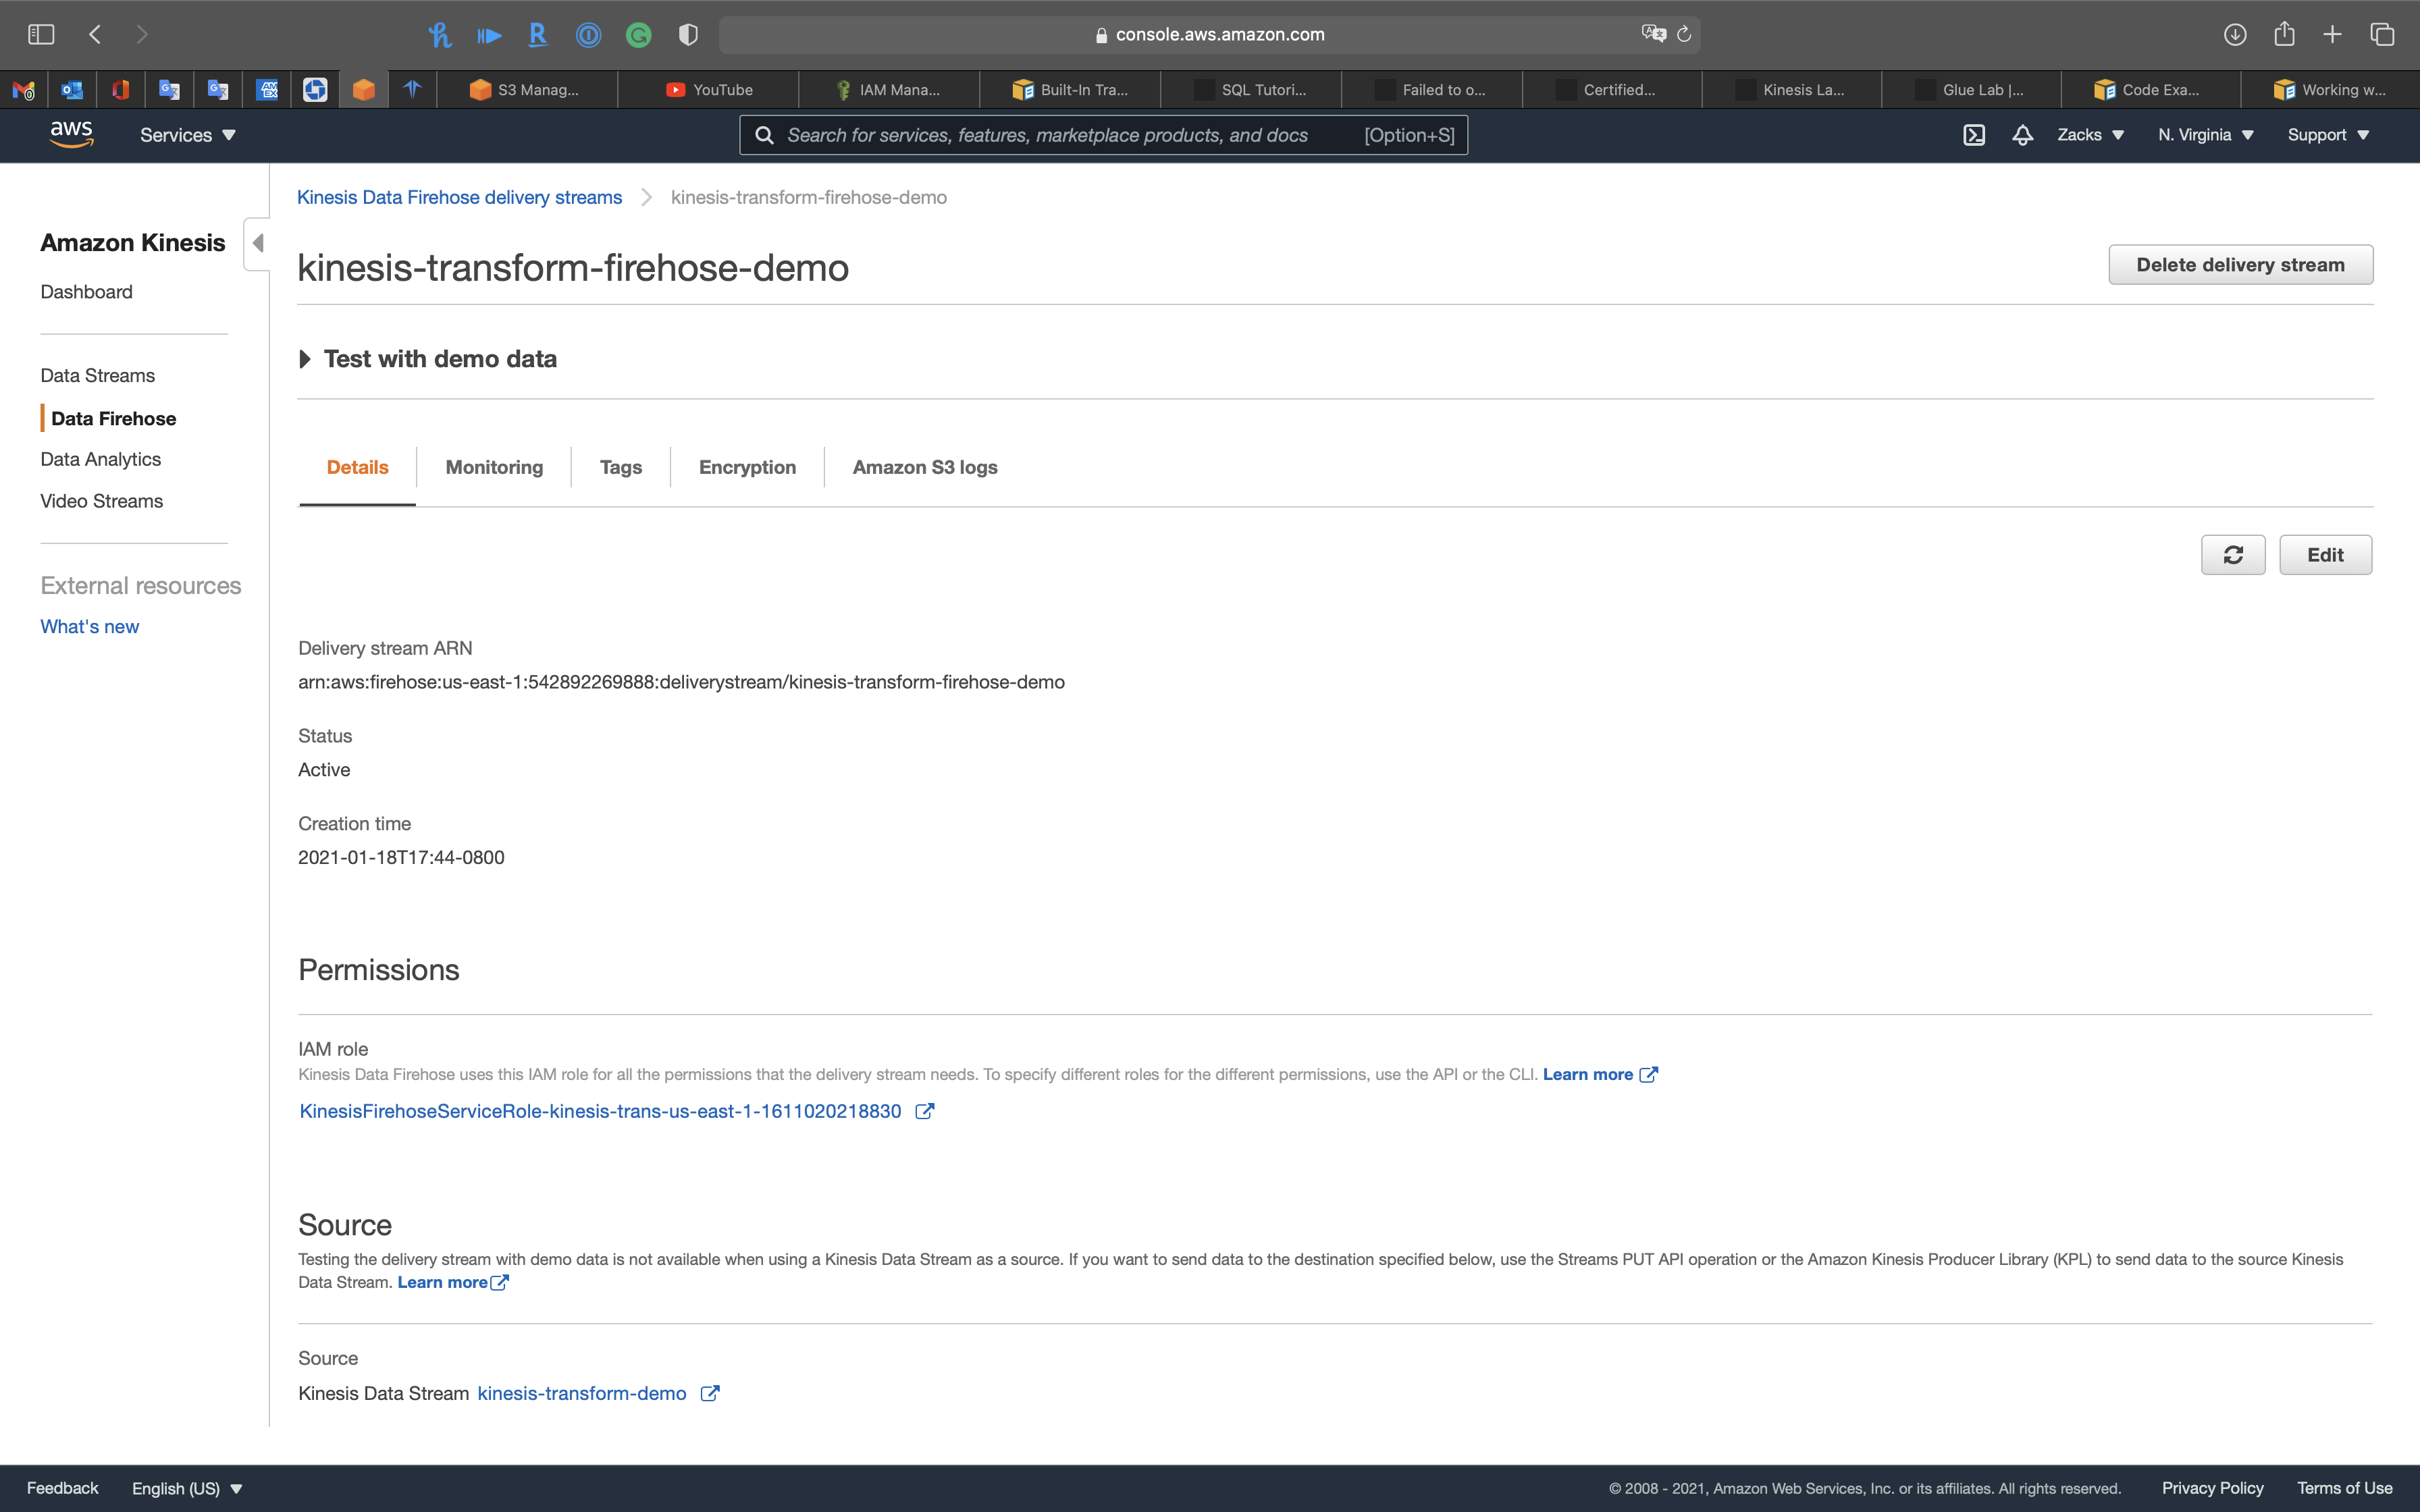 console.aws.amazon.com
S3 Manag...
YouTube
IAM Mana...
Built-In Tra...
SQL Tutori...
Failed to o...
Certified...
Kinesis La...
Glue Lab |...
Code Exa...
Working w...
aws
Services
Search for services, features, marketplace products, and docs [Option+S]
Zacks
N. Virginia
Support
Amazon Kinesis
Dashboard
Data Streams
Data Firehose
Data Analytics
Video Streams
External resources
What's new
Kinesis Data Firehose delivery streams
kinesis-transform-firehose-demo
kinesis-transform-firehose-demo
Delete delivery stream
Test with demo data
Details
Monitoring
Tags
Encryption
Amazon S3 logs
Edit
Delivery stream ARN
arn:aws:firehose:us-east-1:542892269888:deliverystream/kinesis-transform-firehose-demo
Status
Active
Creation time
2021-01-18T17:44-0800
Permissions
IAM role
Kinesis Data Firehose uses this IAM role for all the permissions that the delivery stream needs. To specify different roles for the different permissions, use the API or the CLI. Learn more
KinesisFirehoseServiceRole-kinesis-trans-us-east-1-1611020218830
Source
Testing the delivery stream with demo data is not available when using a Kinesis Data Stream as a source. If you want to send data to the destination specified below, use the Streams PUT API operation or the Amazon Kinesis Producer Library (KPL) to send data to the source Kinesis
Data Stream. Learn more
Source
Kinesis Data Stream kinesis-transform-demo
Feedback
English (US)
© 2008 - 2021, Amazon Web Services, Inc. or its affiliates. All rights reserved.
Privacy Policy
Terms of Use